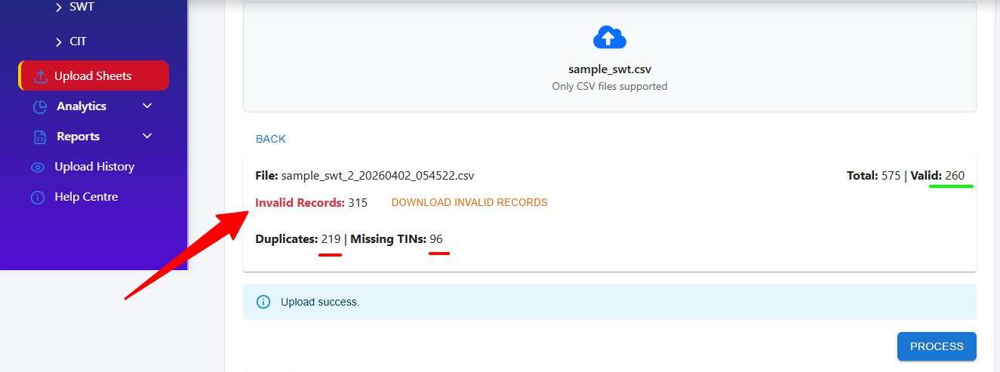 SWT
CIT
Upload Sheets
Analytics
Reports
Upload History
Help Centre
sample_swt.csv
Only CSV files supported
BACK
File: sample_swt_2_20260402_054522.csv
Total: 575 | Valid: 260
Invalid Records: 315 DOWNLOAD INVALID RECORDS
Duplicates: 219 | Missing TINs: 96
Upload success.
PROCESS